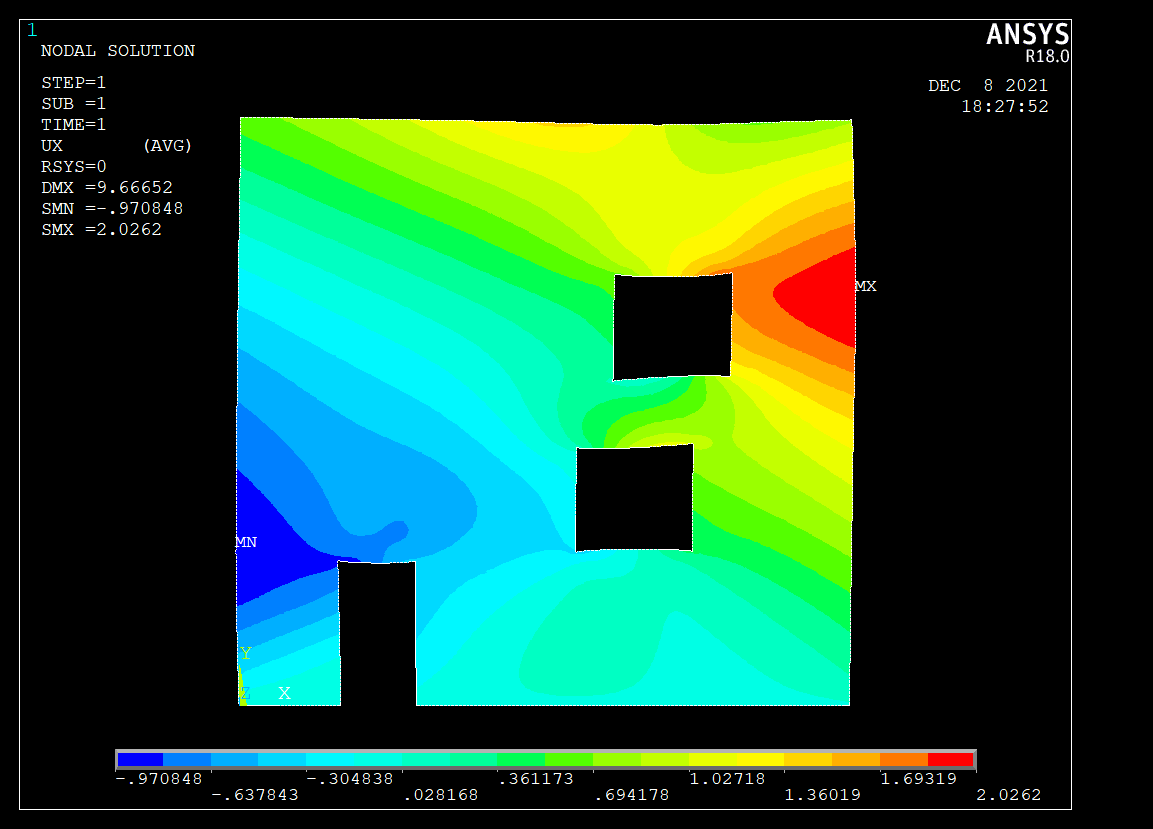 1
ANSYS
R18.0
NODAL SOLUTION
STEP=1
SUB =1
TIME=1
UX (AVG)
RSYS=0
DMX =9.66652
SMN =-.970848
SMX =2.0262
DEC 8 2021
18:27:52
MX
MN
Y
Z X
-.970848 -.304838 .361173 1.02718 1.69319
-.637843 .028168 .694178 1.36019 2.0262